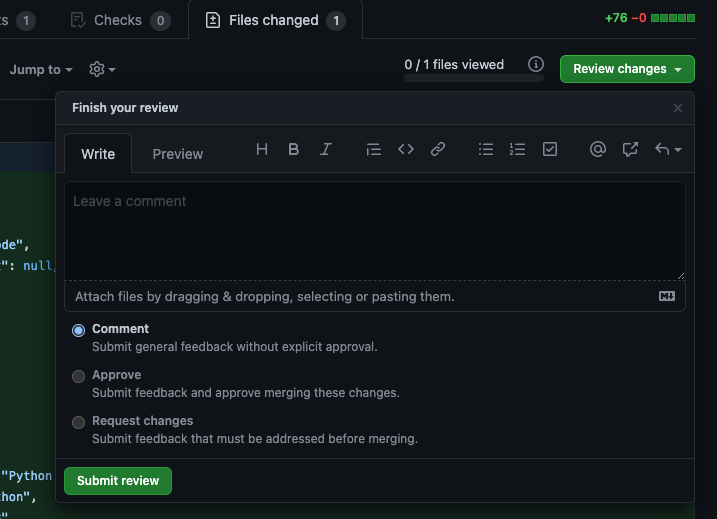 ts 1 Checks 0 Files changed 1 +76 −0
Jump to 0 / 1 files viewed Review changes
Finish your review
Write Preview H B I
Leave a comment
ode",
": null,
Attach files by dragging & dropping, selecting or pasting them.
Comment
Submit general feedback without explicit approval.
Approve
Submit feedback and approve merging these changes.
Request changes
Submit feedback that must be addressed before merging.
"Python
Submit review
thon",